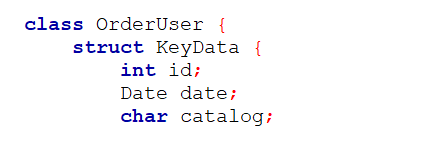 class OrderUser {
    struct KeyData {
        int id;
        Date date;
        char catalog;